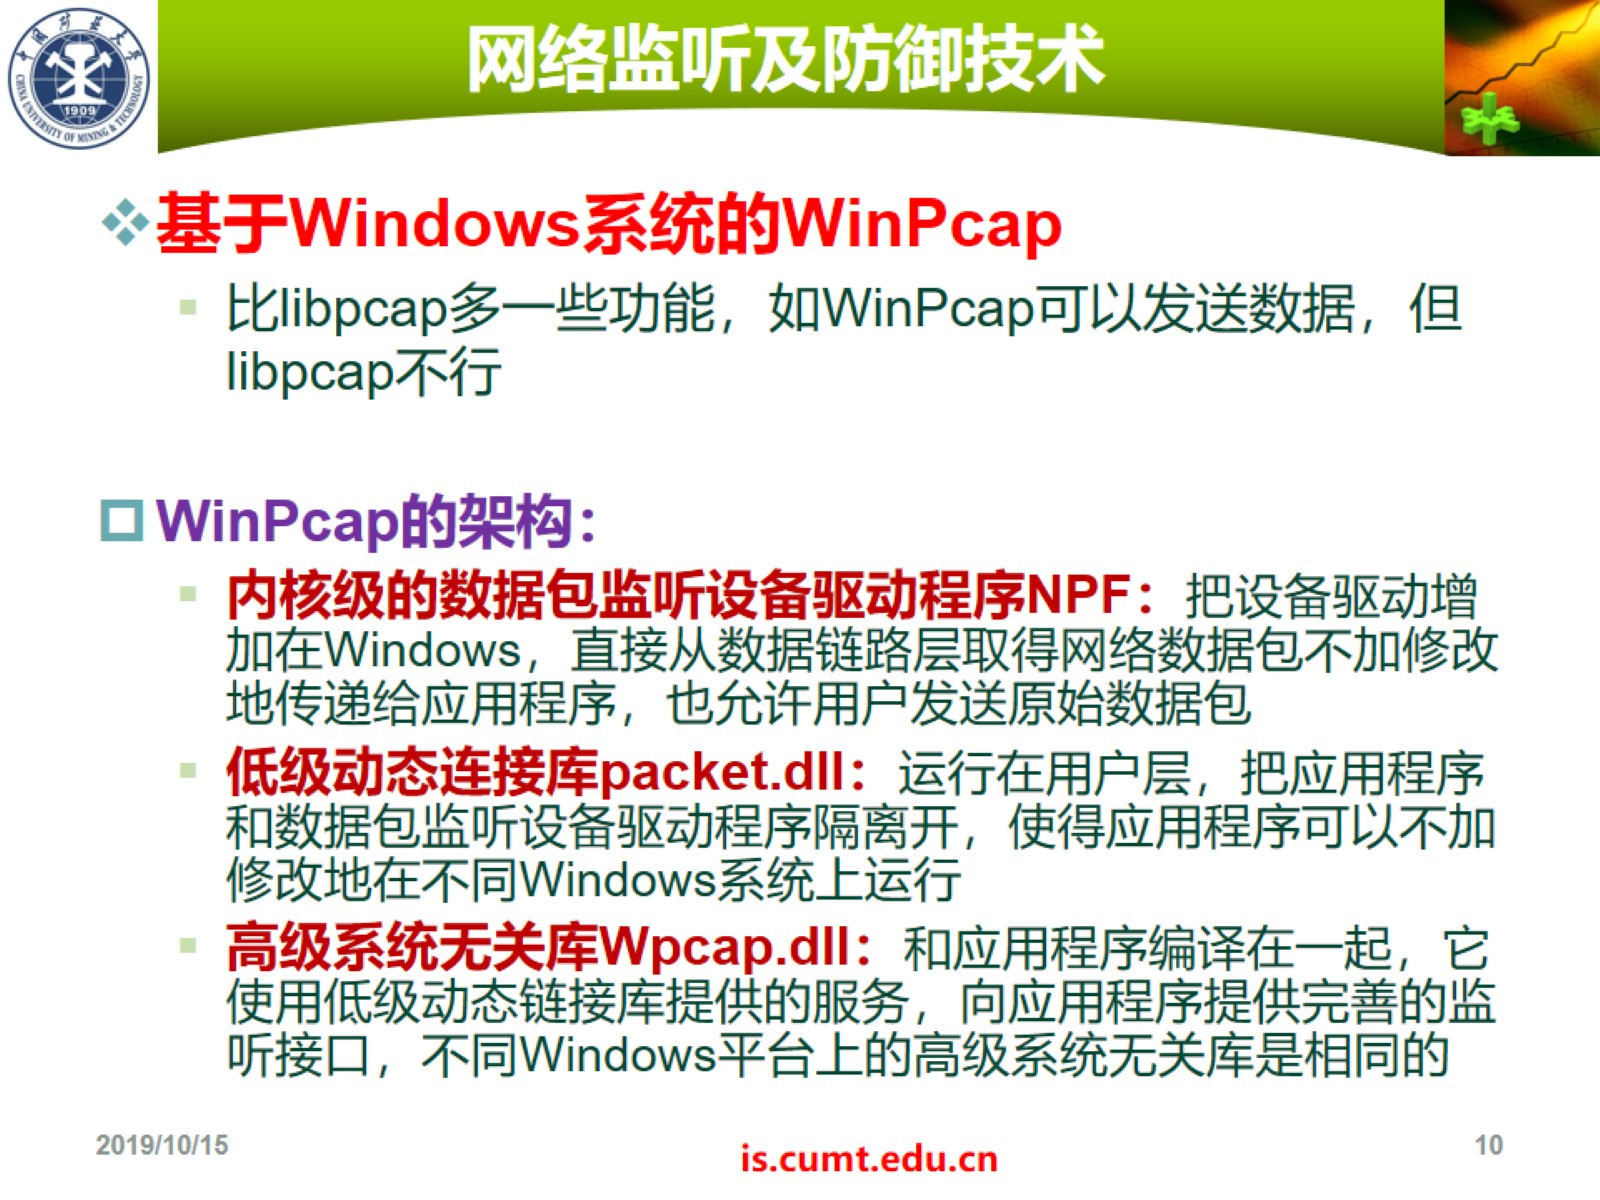 网络监听及防御技术
中国矿业大学
CHINA UNIVERSITY OF MINING & TECHNOLOGY
1909
基于Windows系统的WinPcap
比libpcap多一些功能，如WinPcap可以发送数据，但
libpcap不行
WinPcap的架构：
内核级的数据包监听设备驱动程序NPF：把设备驱动增
加在Windows，直接从数据链路层取得网络数据包不加修改
地传递给应用程序，也允许用户发送原始数据包
低级动态连接库packet.dll：运行在用户层，把应用程序
和数据包监听设备驱动程序隔离开，使得应用程序可以不加
修改地在不同Windows系统上运行
高级系统无关库Wpcap.dll：和应用程序编译在一起，它
使用低级动态链接库提供的服务，向应用程序提供完善的监
听接口，不同Windows平台上的高级系统无关库是相同的
2019/10/15
is.cumt.edu.cn
10